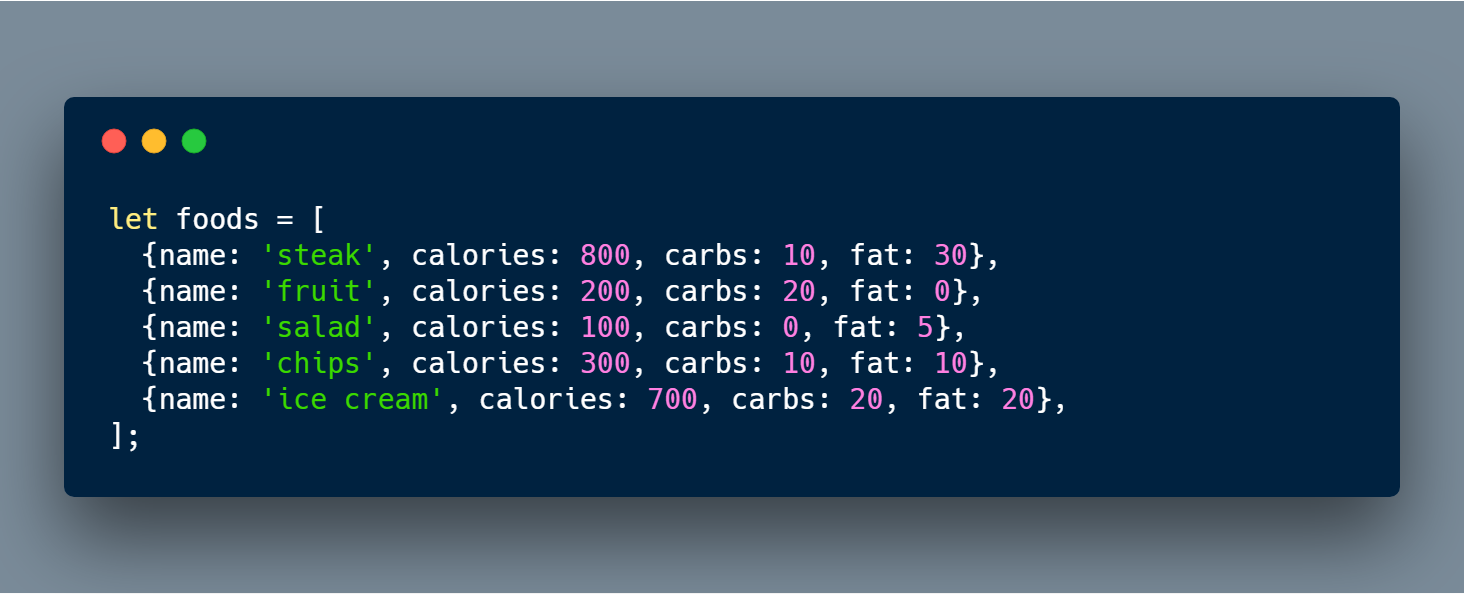 let foods = [
  {name: 'steak', calories: 800, carbs: 10, fat: 30},
  {name: 'fruit', calories: 200, carbs: 20, fat: 0},
  {name: 'salad', calories: 100, carbs: 0, fat: 5},
  {name: 'chips', calories: 300, carbs: 10, fat: 10},
  {name: 'ice cream', calories: 700, carbs: 20, fat: 20},
];